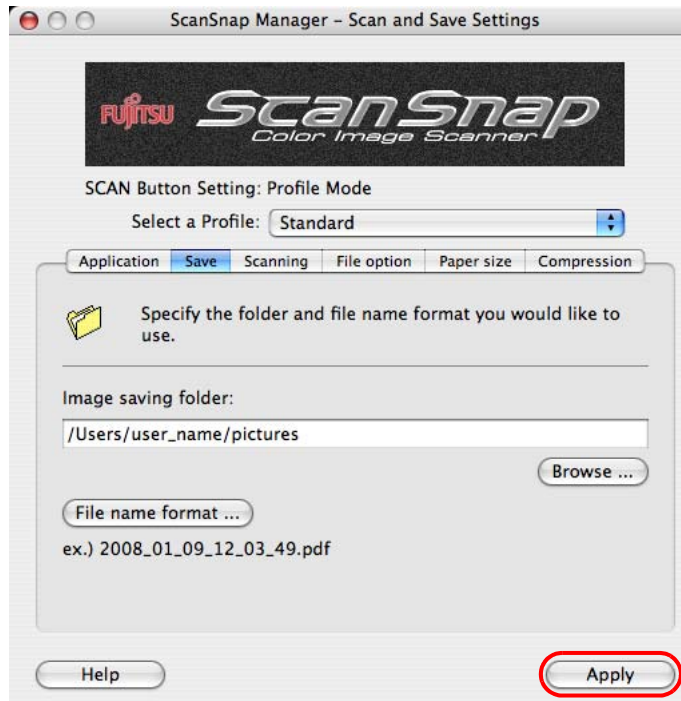 ScanSnap Manager – Scan and Save Settings
FUJITSU ScanSnap
Color Image Scanner
SCAN Button Setting: Profile Mode
Select a Profile: Standard
Application Save Scanning File option Paper size Compression
Specify the folder and file name format you would like to
use.
Image saving folder:
/Users/user_name/pictures
Browse ...
File name format ...
ex.) 2008_01_09_12_03_49.pdf
Help Apply